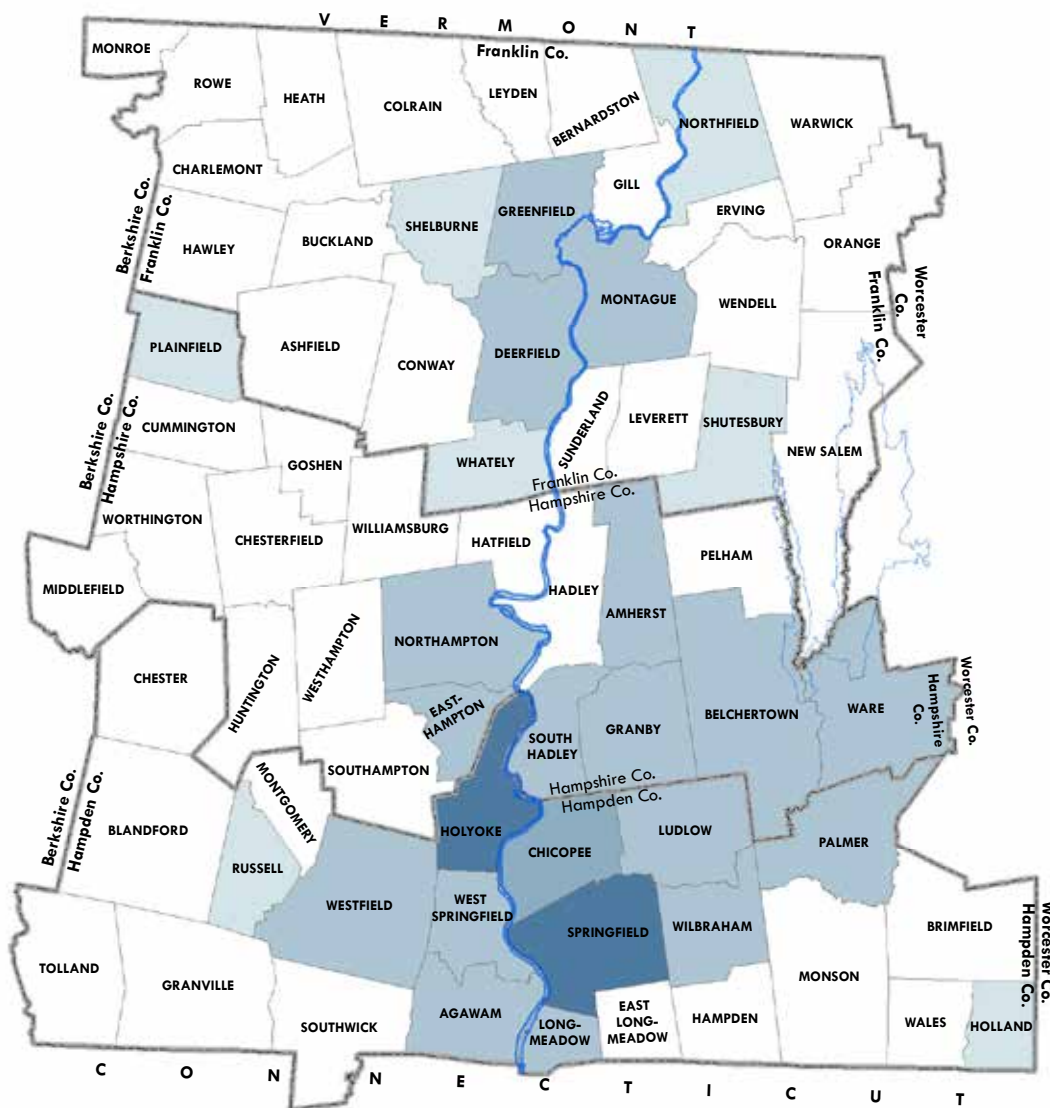 V E R M O N T
Franklin Co.
MONROE
ROWE
HEATH
COLRAIN
LEYDEN
BERNARDSTON
NORTHFIELD
WARWICK
CHARLEMONT
GILL
ERVING
Berkshire Co.
Franklin Co.
HAWLEY
BUCKLAND
SHELBURNE
GREENFIELD
ORANGE
Franklin Co.
Worcester Co.
MONTAGUE
WENDELL
PLAINFIELD
ASHFIELD
CONWAY
DEERFIELD
SUNDERLAND
LEVERETT
SHUTESBURY
NEW SALEM
Berkshire Co.
Hampshire Co.
CUMMINGTON
GOSHEN
WHATELY
Franklin Co.
Hampshire Co.
WORTHINGTON
CHESTERFIELD
WILLIAMSBURG
HATFIELD
PELHAM
MIDDLEFIELD
HADLEY
AMHERST
NORTHAMPTON
WESTHAMPTON
CHESTER
HUNTINGTON
EAST-
HAMPTON
SOUTH
HADLEY
GRANBY
BELCHERTOWN
WARE
Hampshire Co.
Worcester Co.
SOUTHAMPTON
Hampshire Co.
Hampden Co.
Berkshire Co.
Hampden Co.
BLANDFORD
MONTGOMERY
HOLYOKE
CHICOPEE
LUDLOW
PALMER
RUSSELL
WESTFIELD
WEST
SPRINGFIELD
SPRINGFIELD
WILBRAHAM
BRIMFIELD
Hampden Co.
Worcester Co.
TOLLAND
GRANVILLE
MONSON
SOUTHWICK
AGAWAM
LONG-
MEADOW
EAST
LONG-
MEADOW
HAMPDEN
WALES
HOLLAND
C O N N E C T I C U T